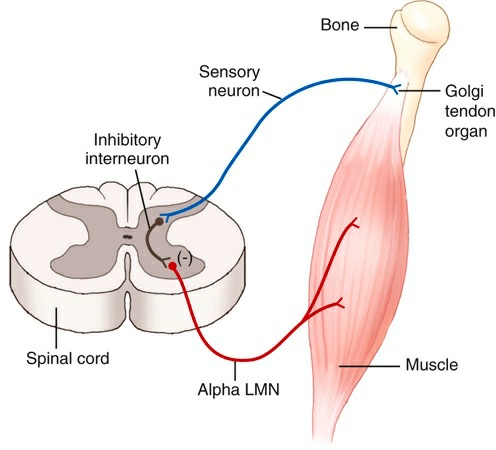 Bone
Sensory
neuron
Golgi
tendon
organ
Inhibitory
interneuron
(-)
Spinal cord
Alpha LMN
Muscle